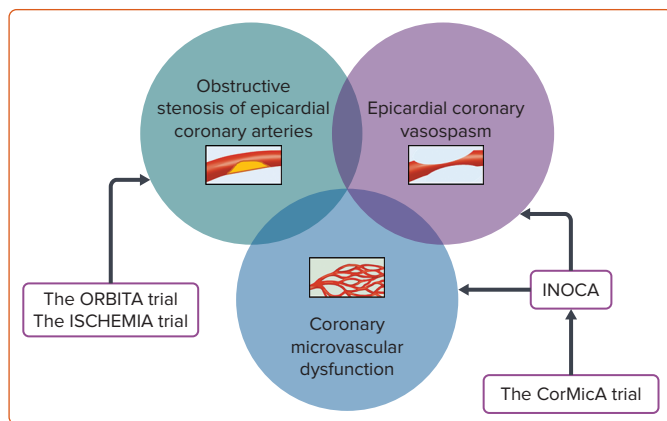 Obstructive
stenosis of epicardial
coronary arteries
Epicardial coronary
vasospasm
The ORBITA trial
The ISCHEMIA trial
Coronary
microvascular
dysfunction
INOCA
The CorMicA trial